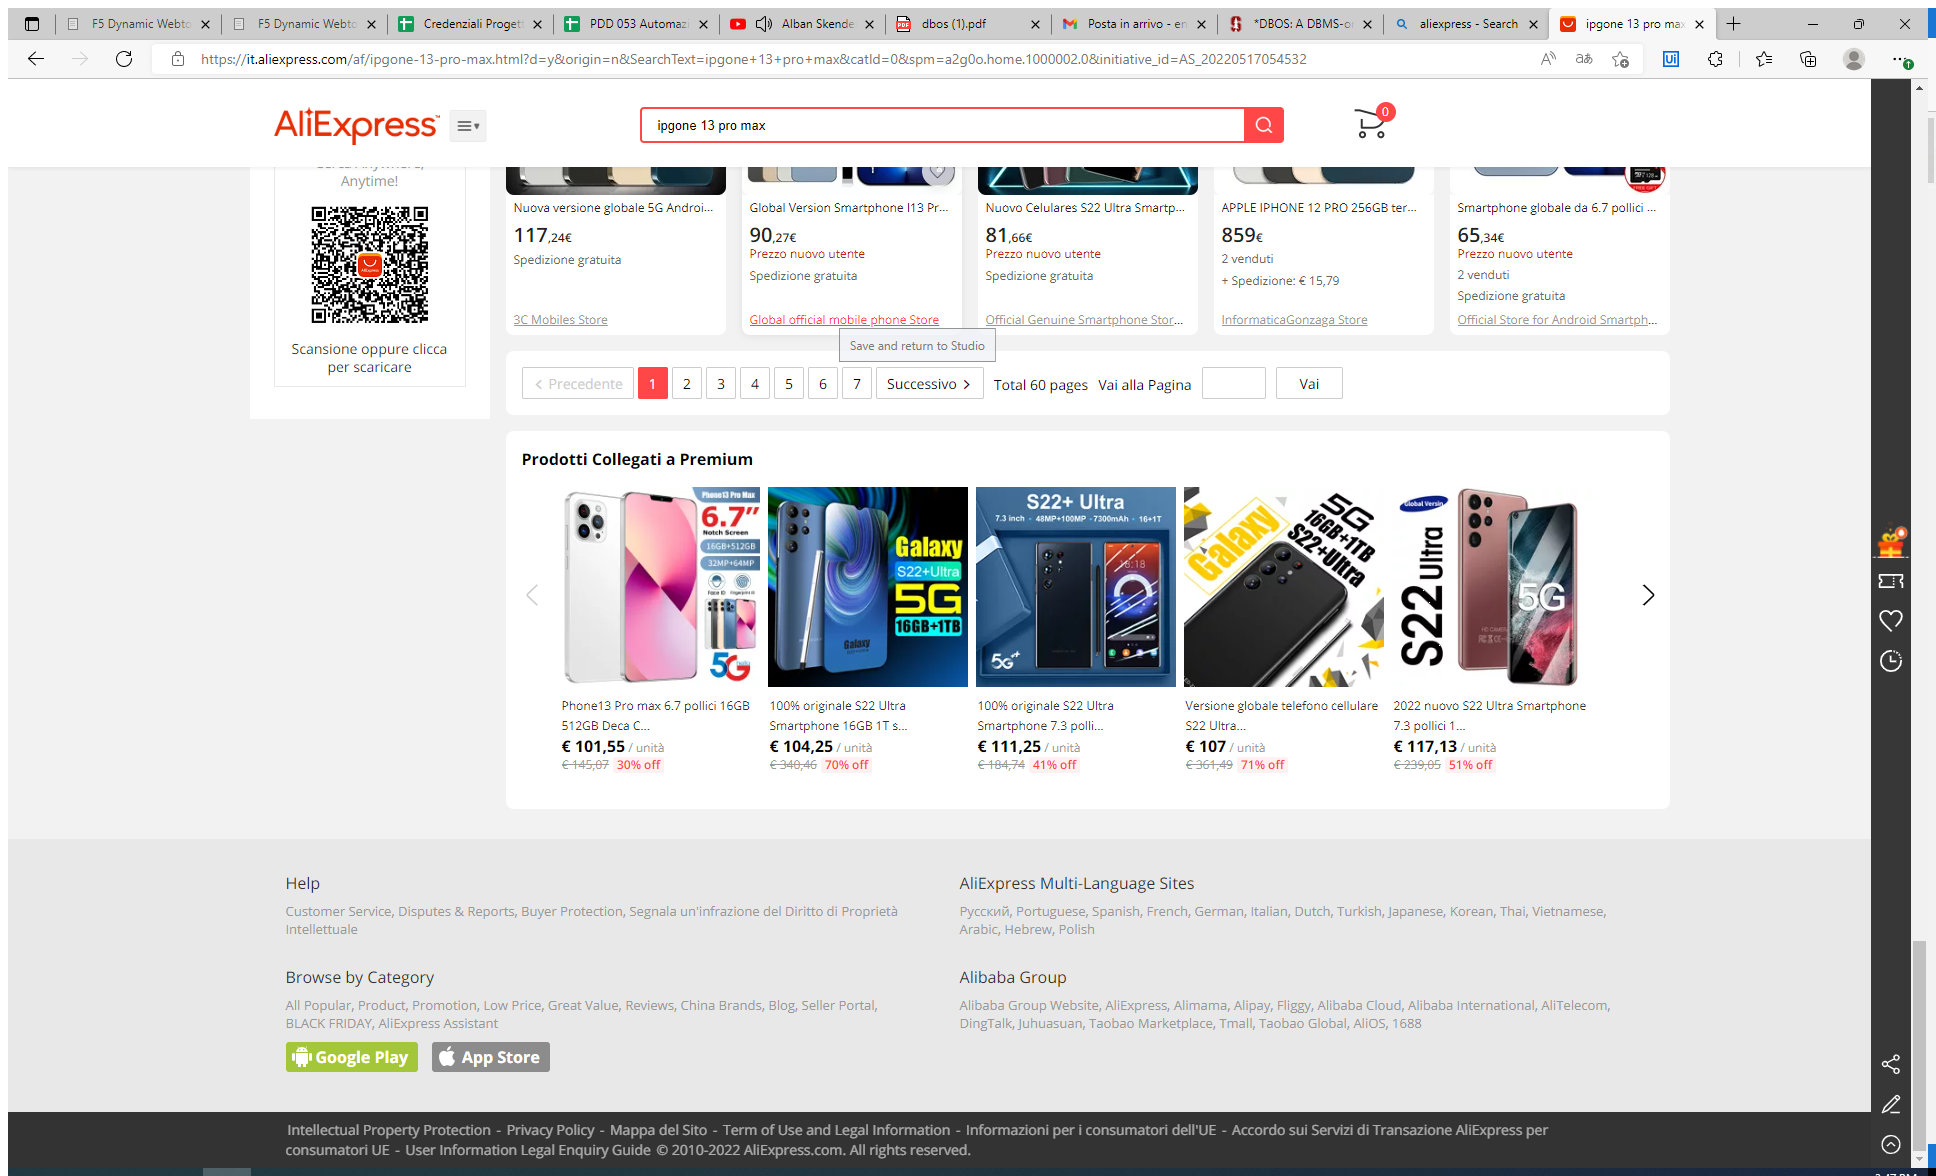 F5 Dynamic Webto
F5 Dynamic Webto
Credenziali Progett
PDD 053 Automaz
Alban Skende
dbos (1).pdf
Posta in arrivo - en
*DBOS: A DBMS-o
aliexpress - Search
ipgone 13 pro max
https://it.aliexpress.com/af/ipgone-13-pro-max.html?d=y&origin=n&SearchText=ipgone+13+pro+max&catId=0&spm=a2g0o.home.1000002.0&initiative_id=AS_20220517054532
AliExpress
ipgone 13 pro max
0
Anytime!
Scansione oppure clicca
per scaricare
Nuova versione globale 5G Androi...
117,24€
Spedizione gratuita
3C Mobiles Store
Global Version Smartphone I13 Pr...
90,27€
Prezzo nuovo utente
Spedizione gratuita
Global official mobile phone Store
Nuovo Celulares S22 Ultra Smartp...
81,66€
Prezzo nuovo utente
Spedizione gratuita
Official Genuine Smartphone Stor...
APPLE IPHONE 12 PRO 256GB ter...
859€
2 venduti
+ Spedizione: € 15,79
InformaticaGonzaga Store
FREE GIFT
Smartphone globale da 6.7 pollici ...
65,34€
Prezzo nuovo utente
2 venduti
Spedizione gratuita
Official Store for Android Smartph...
Save and return to Studio
Precedente 1 2 3 4 5 6 7 Successivo Total 60 pages Vai alla Pagina Vai
Prodotti Collegati a Premium
Phone13 Pro Max
6.7”
Notch Screen
16GB+512GB
32MP+64MP
Face ID Fingerprint ID
5G
Phone13 Pro max 6.7 pollici 16GB
512GB Deca C...
€ 101,55 / unità
€ 145,07 30% off
Galaxy
S22+Ultra
5G
16GB+1TB
Galaxy
100% originale S22 Ultra
Smartphone 16GB 1T s...
€ 104,25 / unità
€ 340,46 70% off
S22+ Ultra
7.3 inch · 48MP+100MP · 7300mAh · 16+1T
08:18
5G+
100% originale S22 Ultra
Smartphone 7.3 polli...
€ 111,25 / unità
€ 184,74 41% off
Galaxy
5G
16GB+1TB
S22+Ultra
Versione globale telefono cellulare
S22 Ultra...
€ 107 / unità
€ 361,49 71% off
Global Versin
S22 Ultra
5G
HD CAMERA
2022 nuovo S22 Ultra Smartphone
7.3 pollici 1...
€ 117,13 / unità
€ 239,05 51% off
Help
Customer Service, Disputes & Reports, Buyer Protection, Segnala un'infrazione del Diritto di Proprietà
Intellettuale
AliExpress Multi-Language Sites
Русский, Portuguese, Spanish, French, German, Italian, Dutch, Turkish, Japanese, Korean, Thai, Vietnamese,
Arabic, Hebrew, Polish
Browse by Category
All Popular, Product, Promotion, Low Price, Great Value, Reviews, China Brands, Blog, Seller Portal,
BLACK FRIDAY, AliExpress Assistant
Alibaba Group
Alibaba Group Website, AliExpress, Alimama, Alipay, Fliggy, Alibaba Cloud, Alibaba International, AliTelecom,
DingTalk, Juhuasuan, Taobao Marketplace, Tmall, Taobao Global, AliOS, 1688
Google Play
App Store
Intellectual Property Protection - Privacy Policy - Mappa del Sito - Term of Use and Legal Information - Informazioni per i consumatori dell'UE - Accordo sui Servizi di Transazione AliExpress per
consumatori UE - User Information Legal Enquiry Guide © 2010-2022 AliExpress.com. All rights reserved.